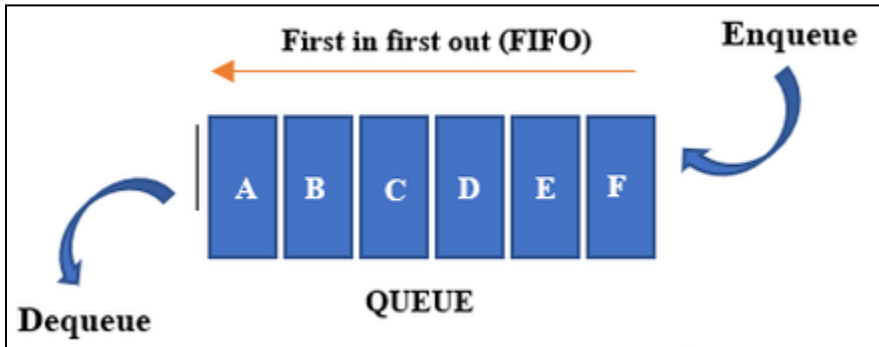 First in first out (FIFO)
Enqueue
A B C D E F
QUEUE
Dequeue